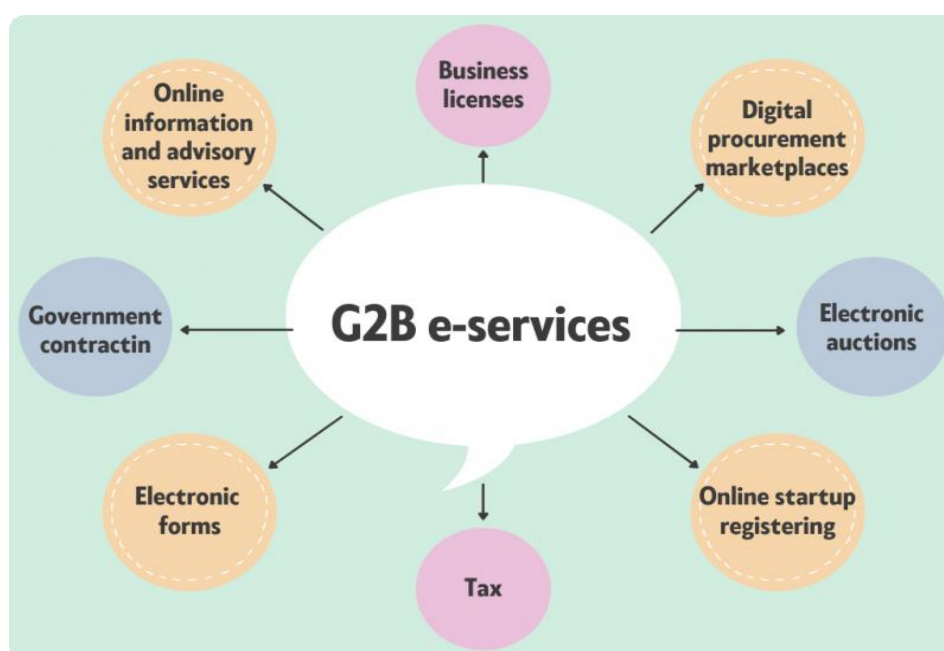 Business
licenses
Online
information
and advisory
services
Digital
procurement
marketplaces
Government
contractin
G2B e-services
Electronic
auctions
Electronic
forms
Online startup
registering
Tax